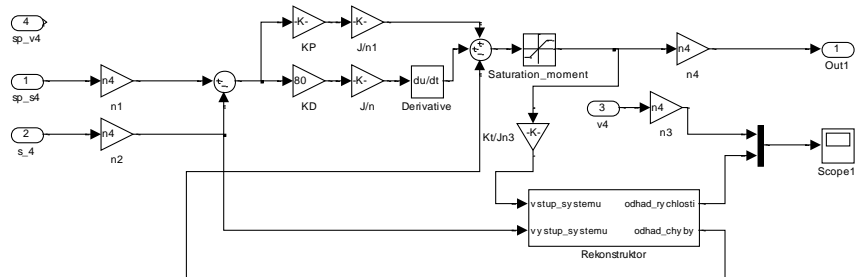 4
sp_v4
1
sp_s4
n4
n1
2
s_4
n4
n2
-K-
KP
-K-
J/n1
80
KD
-K-
J/n
du/dt
Derivative
Saturation_moment
n4
n4
1
Out1
-K-
Kt/Jn3
3
v4
n4
n3
Scope1
vstup_systemu
odhad_rychlosti
vystup_systemu
odhad_chyby
Rekonstruktor